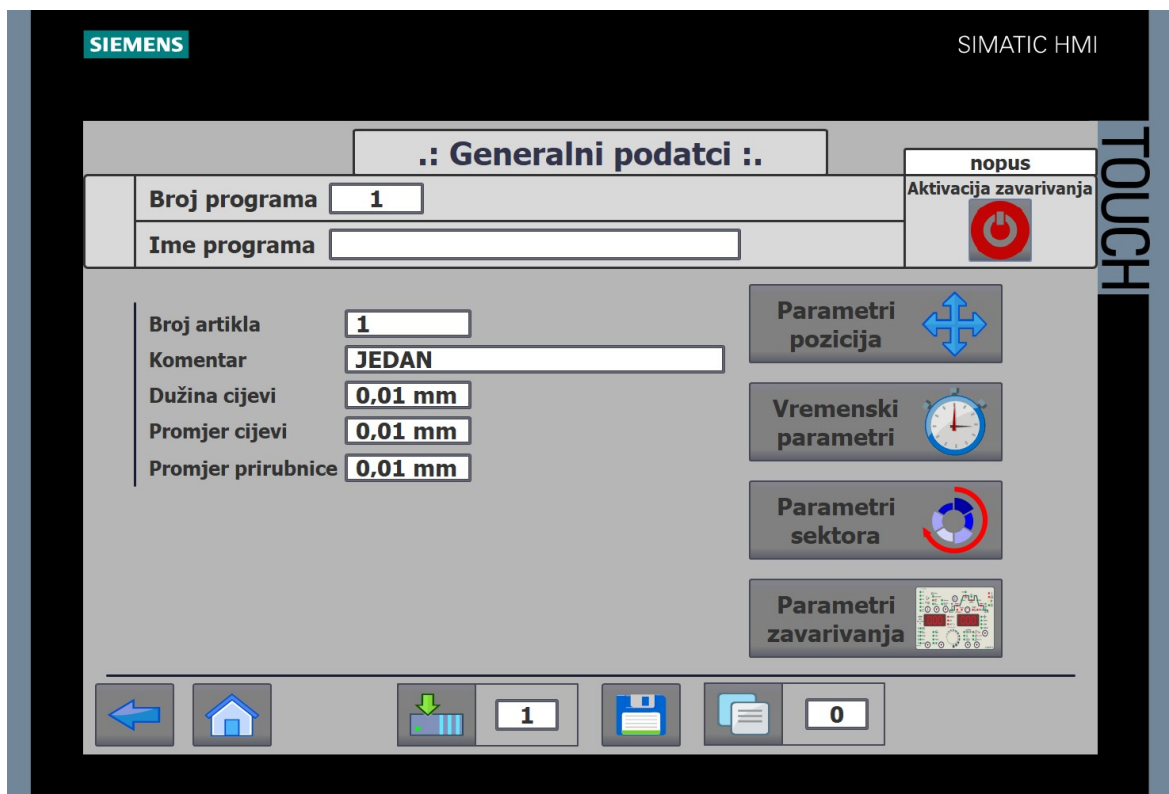 SIEMENS
SIMATIC HMI
TOUCH
.: Generalni podatci :.
nopus
Broj programa 1
Aktivacija zavarivanja
Ime programa
Broj artikla 1
Komentar JEDAN
Dužina cijevi 0,01 mm
Promjer cijevi 0,01 mm
Promjer prirubnice 0,01 mm
Parametri
pozicija
Vremenski
parametri
Parametri
sektora
Parametri
zavarivanja
1
0